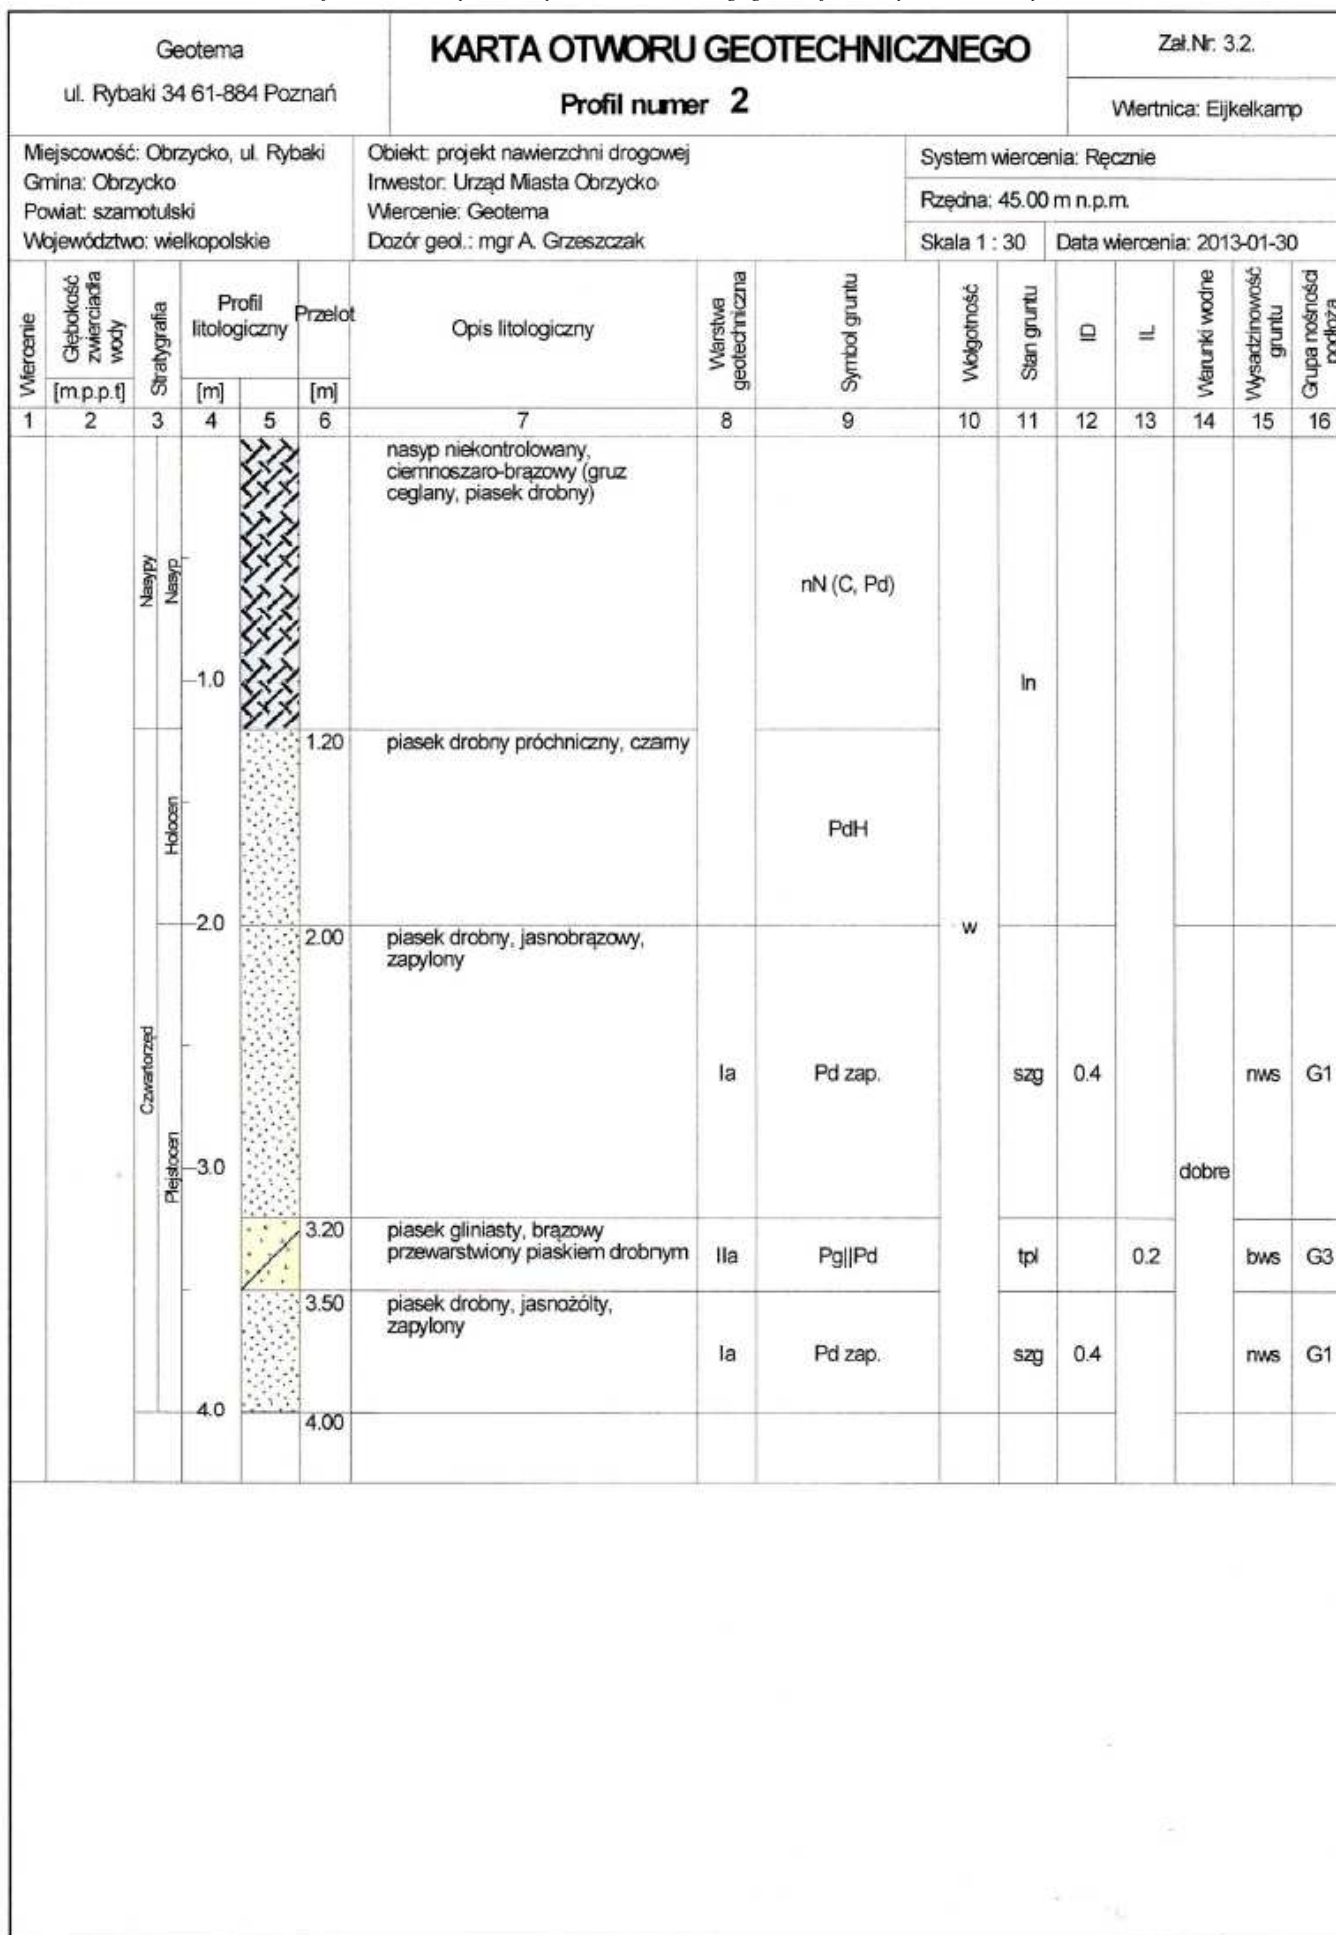 Geotema
ul. Rybaki 34 61-884 Poznań
KARTA OTWORU GEOTECHNICZNEGO
Profil numer 2
Zał.Nr: 3.2.
Wiertnica: Eijkelkamp
Miejscowość: Obrzycko, ul. Rybaki
Gmina: Obrzycko
Powiat: szamotulski
Województwo: wielkopolskie
Obiekt: projekt nawierzchni drogowej
Inwestor: Urząd Miasta Obrzycko
Wiercenie: Geotema
Dozór geol.: mgr A. Grzeszczak
System wiercenia: Ręcznie
Rzędna: 45.00 m n.p.m.
Skala 1 : 30
Data wiercenia: 2013-01-30
Wiercenie
Głębokość zwierciadła wody
[m.p.p.t]
Stratygrafia
Profil litologiczny
[m]
Przelot
[m]
Opis litologiczny
Warstwa geotechniczna
Symbol gruntu
Wilgotność
Stan gruntu
ID
IL
Warunki wodne
Wysadzinowość gruntu
Grupa nośności podłoża
1 2 3 4 5 6 7 8 9 10 11 12 13 14 15 16
nasyp niekontrolowany,
ciemnoszaro-brązowy (gruz
ceglany, piasek drobny)
Nasypy
Nasyp
nN (C, Pd)
1.0
ln
1.20
piasek drobny próchniczny, czarny
Holocen
PdH
2.0
w
2.00
piasek drobny, jasnobrązowy,
zapylony
Czwartorzęd
Plejstocen
Ia Pd zap. szg 0.4 nws G1
3.0
dobre
3.20
piasek gliniasty, brązowy
przewarstwiony piaskiem drobnym
IIa Pg||Pd tpl 0.2 bws G3
3.50
piasek drobny, jasnożółty,
zapylony
Ia Pd zap. szg 0.4 nws G1
4.0
4.00